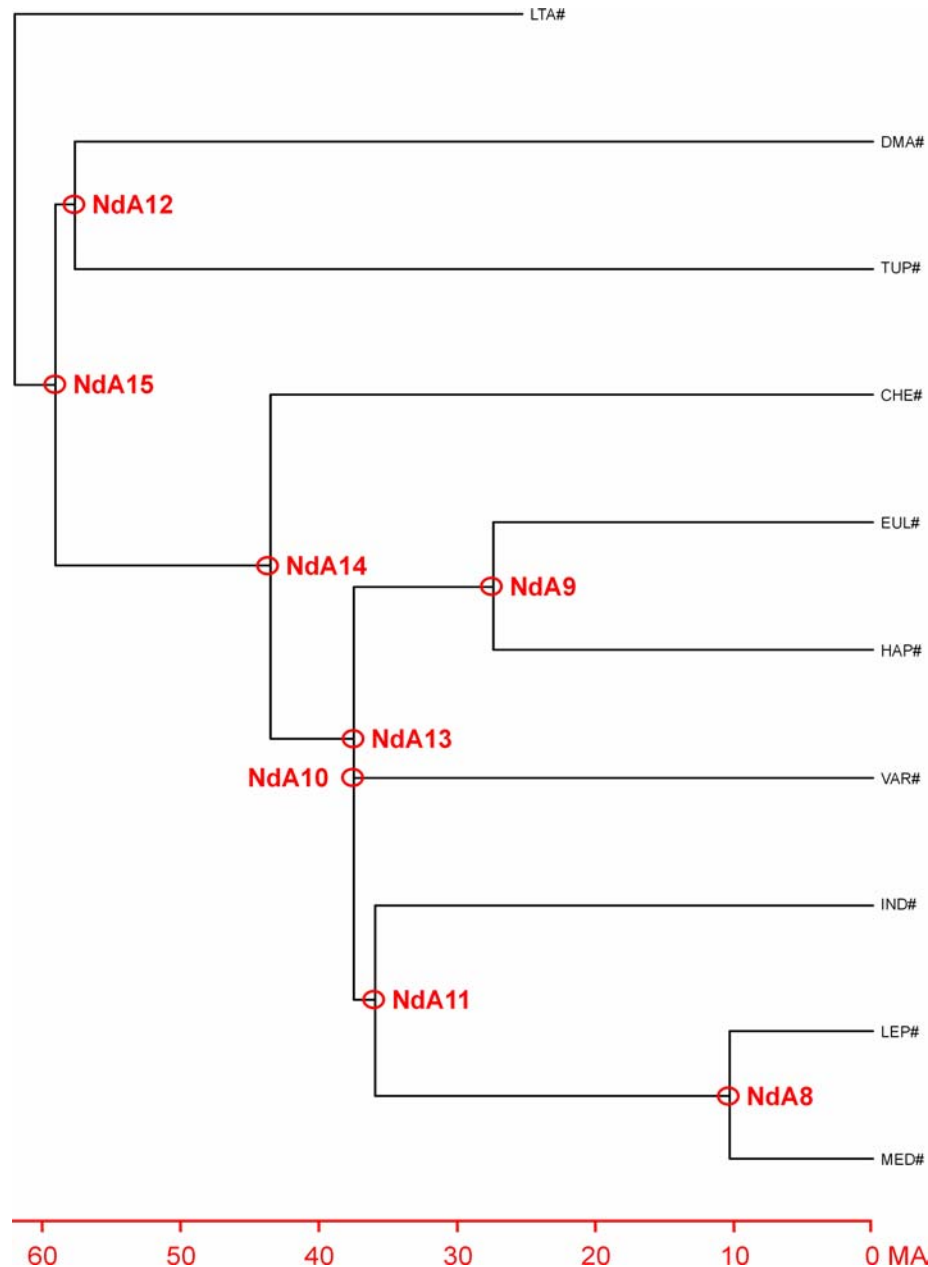 LTA#
DMA#
NdA12
TUP#
NdA15
CHE#
EUL#
NdA14
NdA9
HAP#
NdA13
NdA10
VAR#
IND#
NdA11
LEP#
NdA8
MED#
60 50 40 30 20 10 0 MA